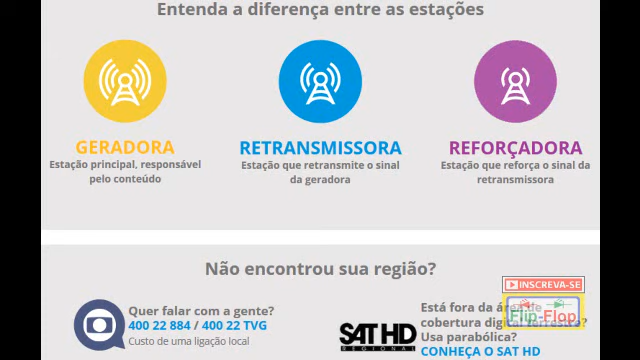 Entenda a diferença entre as estações
GERADORA
Estação principal, responsável
pelo conteúdo
RETRANSMISSORA
Estação que retransmite o sinal
da geradora
REFORÇADORA
Estação que reforça o sinal da
retransmissora
Não encontrou sua região?
Quer falar com a gente?
400 22 884 / 400 22 TVG
Custo de uma ligação local
SAT HD
REGIONAL
Está fora da área de
cobertura digital terrestre?
Usa parabólica?
CONHEÇA O SAT HD
INSCREVA-SE
Flip-Flop